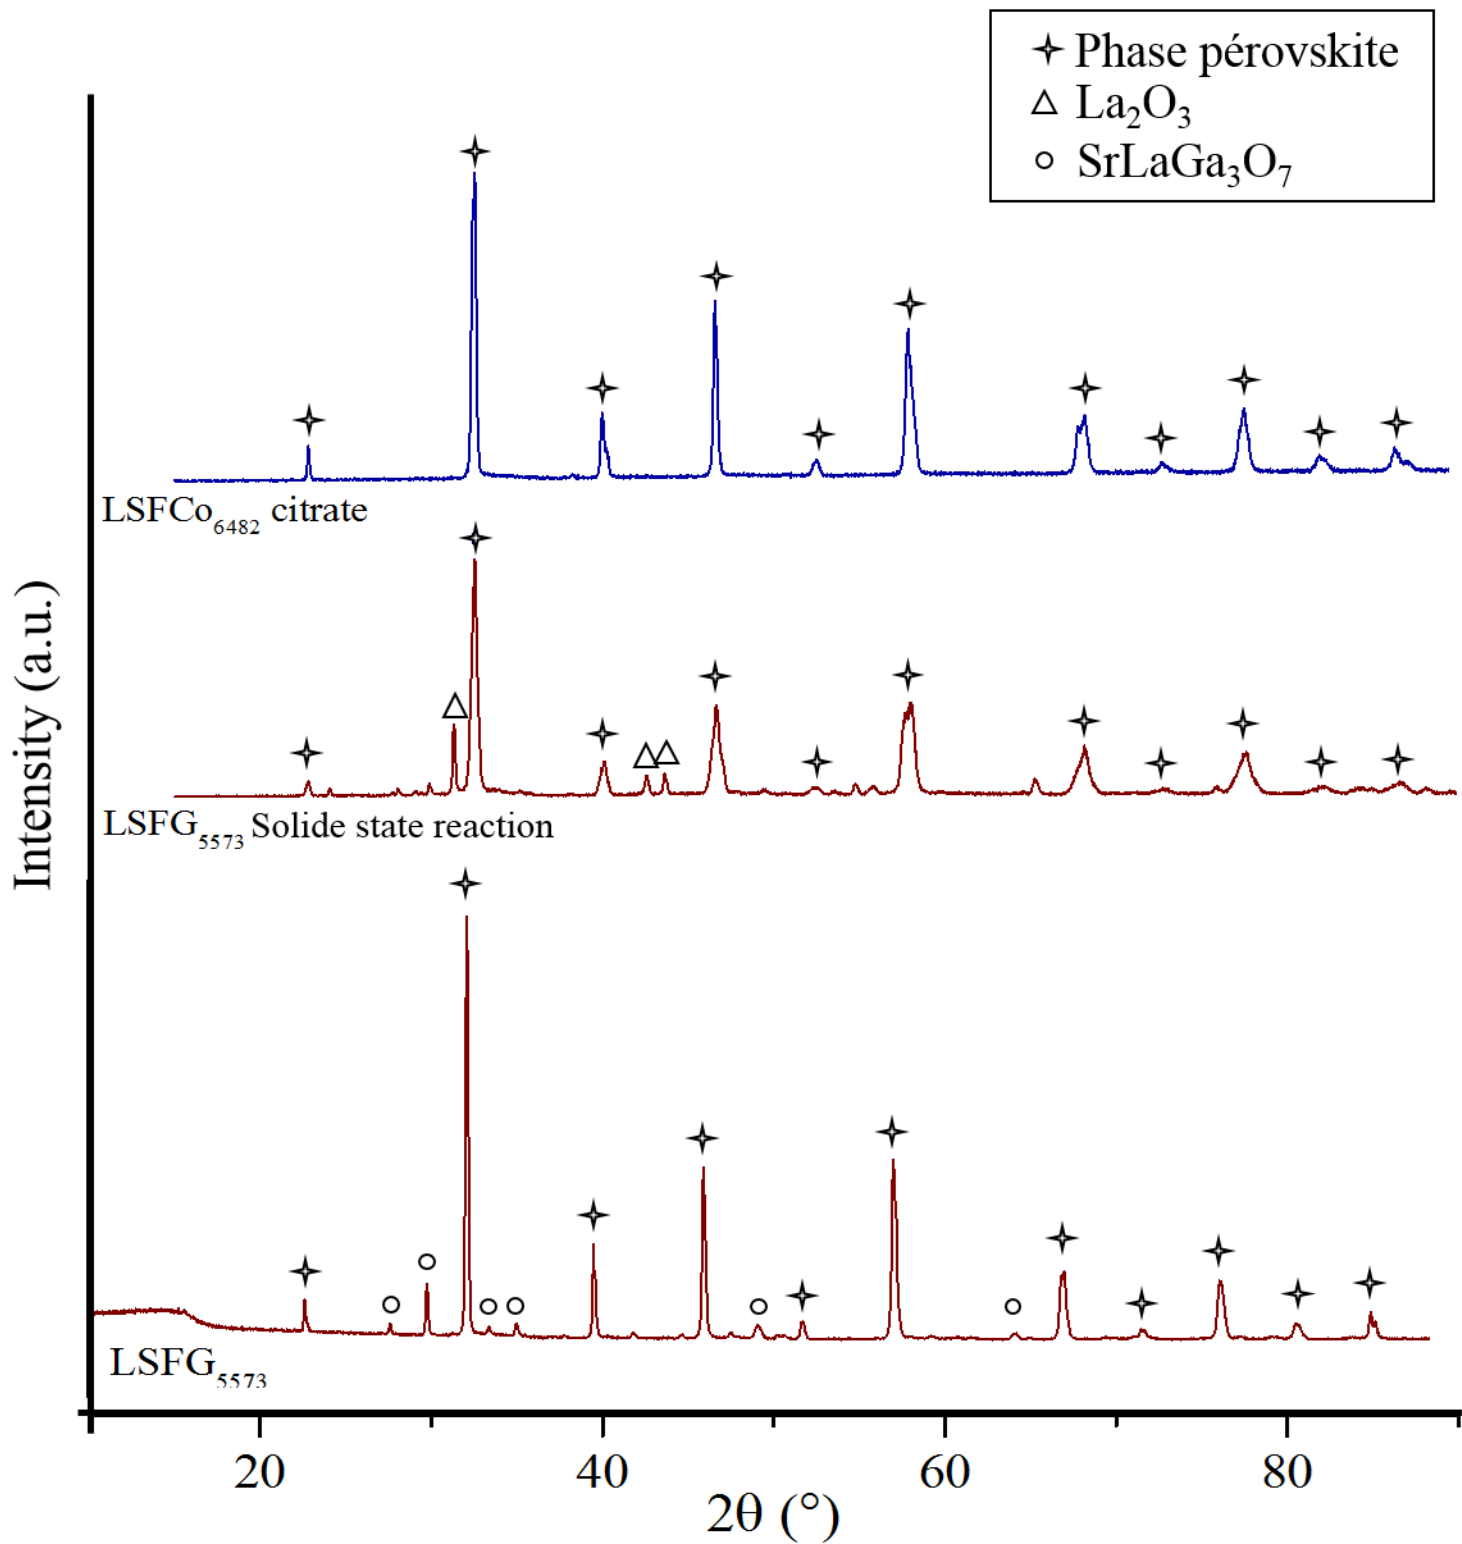 Phase pérovskite
La₂O₃
SrLaGa₃O₇
LSFCo₆₄₈₂ citrate
LSFG₅₅₇₃ Solide state reaction
LSFG₅₅₇₃
Intensity (a.u.)
20 40 60 80
2θ (°)